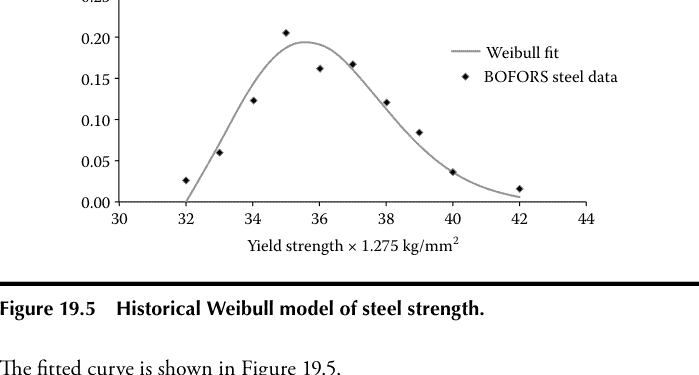 0.25
0.20
0.15
0.10
0.05
0.00
30 32 34 36 38 40 42 44
Weibull fit
BOFORS steel data
Yield strength × 1.275 kg/mm²
Figure 19.5 Historical Weibull model of steel strength.
The fitted curve is shown in Figure 19.5.